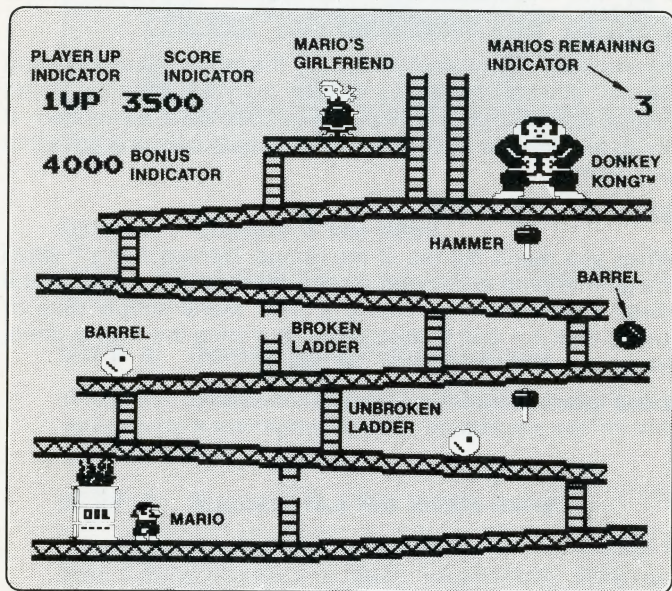 PLAYER UP
INDICATOR
1UP
SCORE
INDICATOR
3500
MARIO'S
GIRLFRIEND
MARIOS REMAINING
INDICATOR
3
4000
BONUS
INDICATOR
DONKEY
KONG™
HAMMER
BARREL
BARREL
BROKEN
LADDER
UNBROKEN
LADDER
OIL
MARIO